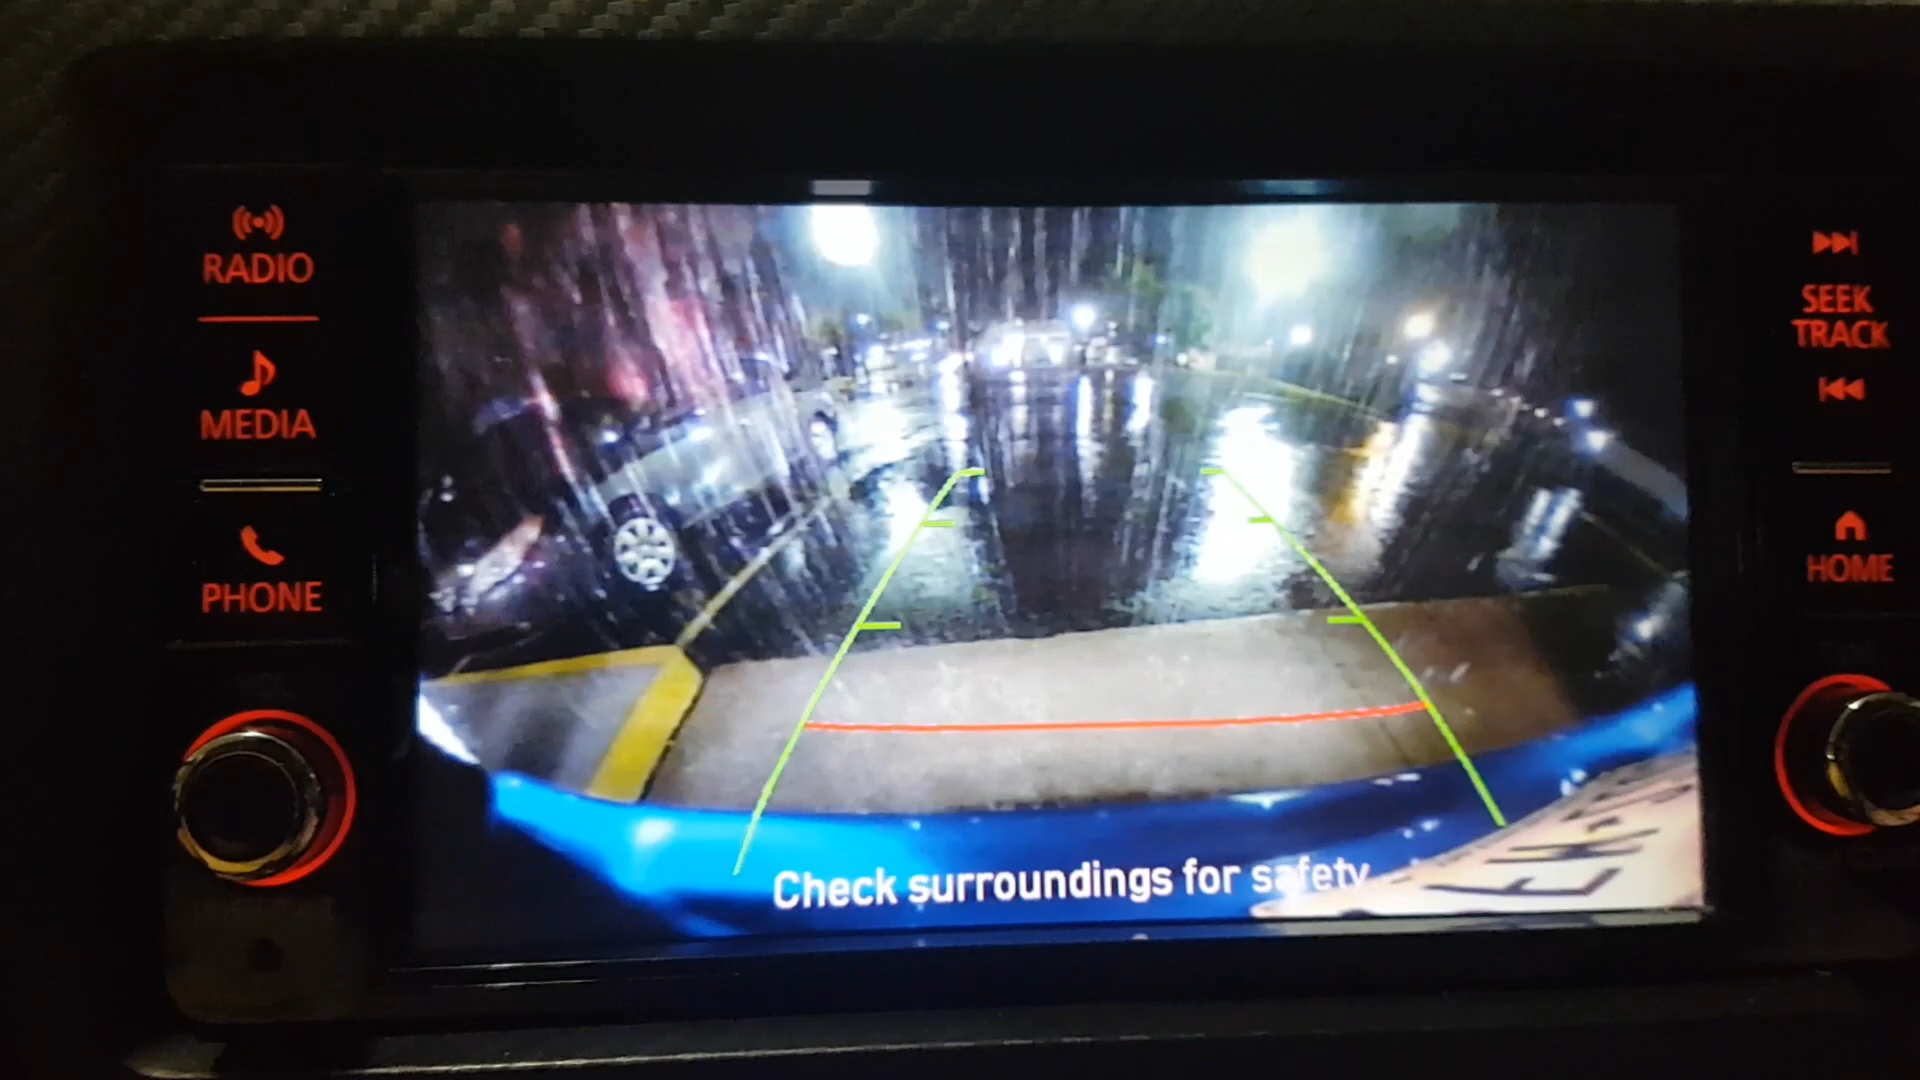 RADIO
MEDIA
PHONE
SEEK
TRACK
HOME
Check surroundings for safety